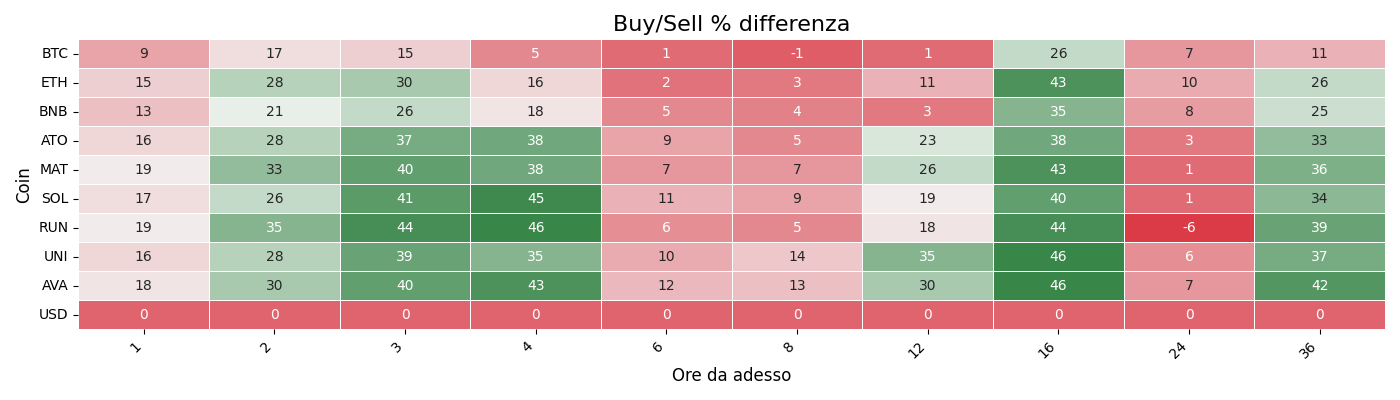 Buy/Sell % differenza
Coin
BTC 9 17 15 5 1 -1 1 26 7 11
ETH 15 28 30 16 2 3 11 43 10 26
BNB 13 21 26 18 5 4 3 35 8 25
ATO 16 28 37 38 9 5 23 38 3 33
MAT 19 33 40 38 7 7 26 43 1 36
SOL 17 26 41 45 11 9 19 40 1 34
RUN 19 35 44 46 6 5 18 44 -6 39
UNI 16 28 39 35 10 14 35 46 6 37
AVA 18 30 40 43 12 13 30 46 7 42
USD 0 0 0 0 0 0 0 0 0 0
1 2 3 4 6 8 12 16 24 36
Ore da adesso